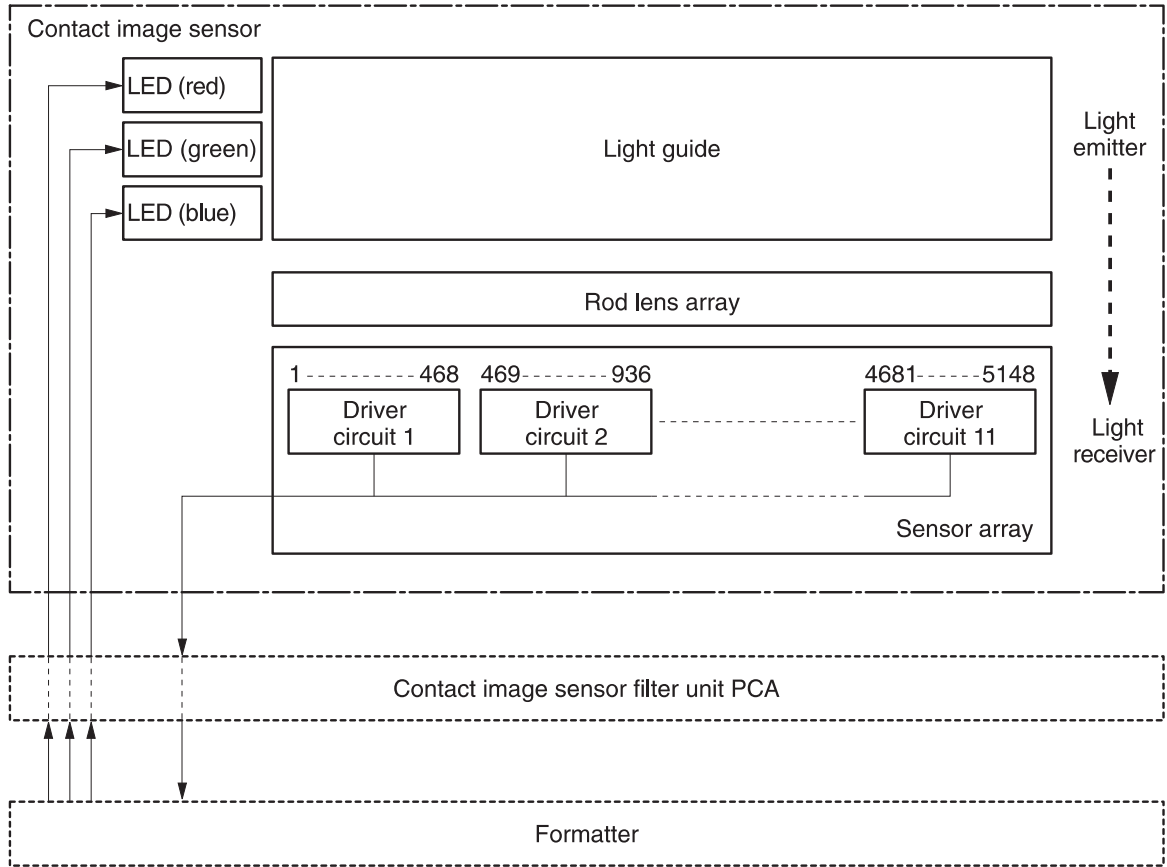 Contact image sensor
LED (red)
LED (green)
LED (blue)
Light guide
Light
emitter
Rod lens array
1 468
469 936
4681 5148
Driver
circuit 1
Driver
circuit 2
Driver
circuit 11
Light
receiver
Sensor array
Contact image sensor filter unit PCA
Formatter